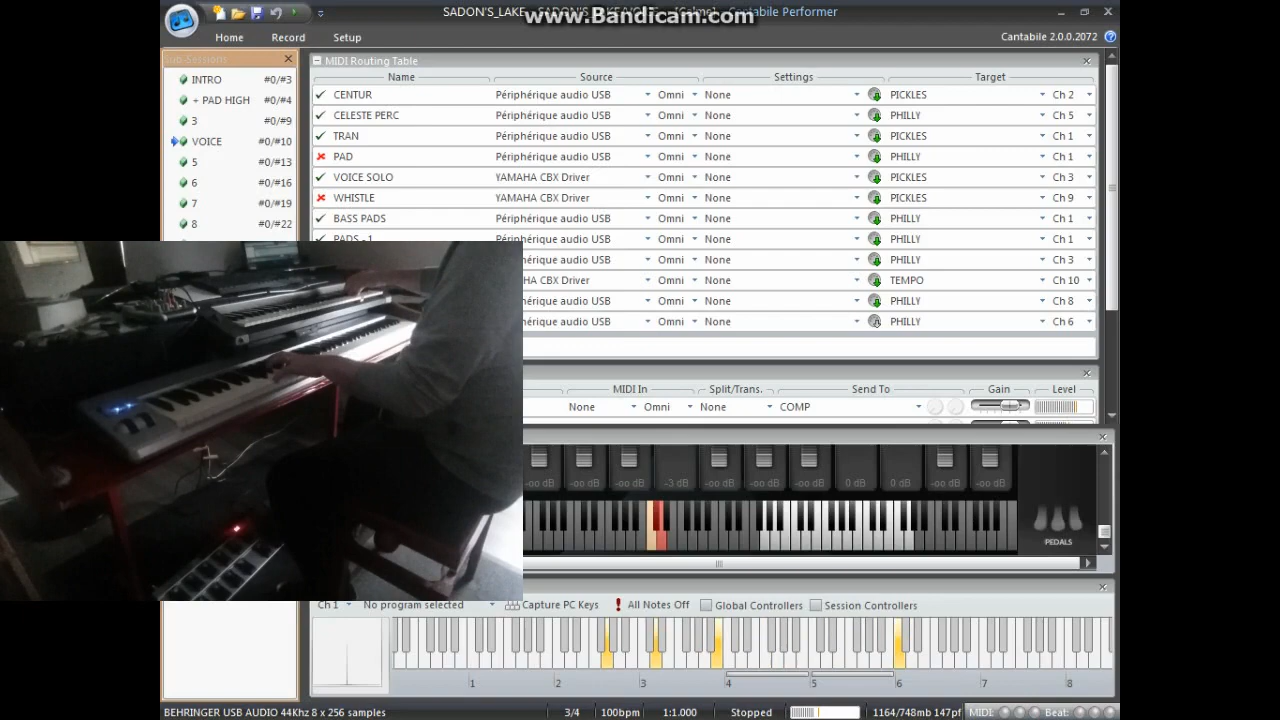 SADON'S_LAKE
www.Bandicam.com
Cantabile Performer
Home Record Setup
Cantabile 2.0.0.2072
INTRO #0/#3
+ PAD HIGH #0/#4
3 #0/#9
VOICE #0/#10
5 #0/#13
6 #0/#16
7 #0/#19
8 #0/#22
MIDI Routing Table
Name Source Settings Target
CENTUR Périphérique audio USB Omni None PICKLES Ch 2
CELESTE PERC Périphérique audio USB Omni None PHILLY Ch 5
TRAN Périphérique audio USB Omni None PICKLES Ch 1
PAD Périphérique audio USB Omni None PHILLY Ch 1
VOICE SOLO YAMAHA CBX Driver Omni None PICKLES Ch 3
WHISTLE YAMAHA CBX Driver Omni None PICKLES Ch 9
BASS PADS Périphérique audio USB Omni None PHILLY Ch 1
PADS - 1 Périphérique audio USB Omni None PHILLY Ch 1
hérique audio USB Omni None PHILLY Ch 3
HA CBX Driver Omni None TEMPO Ch 10
hérique audio USB Omni None PHILLY Ch 8
hérique audio USB Omni None PHILLY Ch 6
MIDI In Split/Trans. Send To Gain Level
None Omni None COMP
-oo dB -oo dB -oo dB -3 dB -oo dB -oo dB -oo dB 0 dB 0 dB -oo dB -oo dB
PEDALS
Ch 1 No program selected Capture PC Keys All Notes Off Global Controllers Session Controllers
1 2 3 4 5 6 7 8
BEHRINGER USB AUDIO 44Khz 8 x 256 samples 3/4 100bpm 1:1.000 Stopped 1164/748mb 147pf MIDI: Beat: